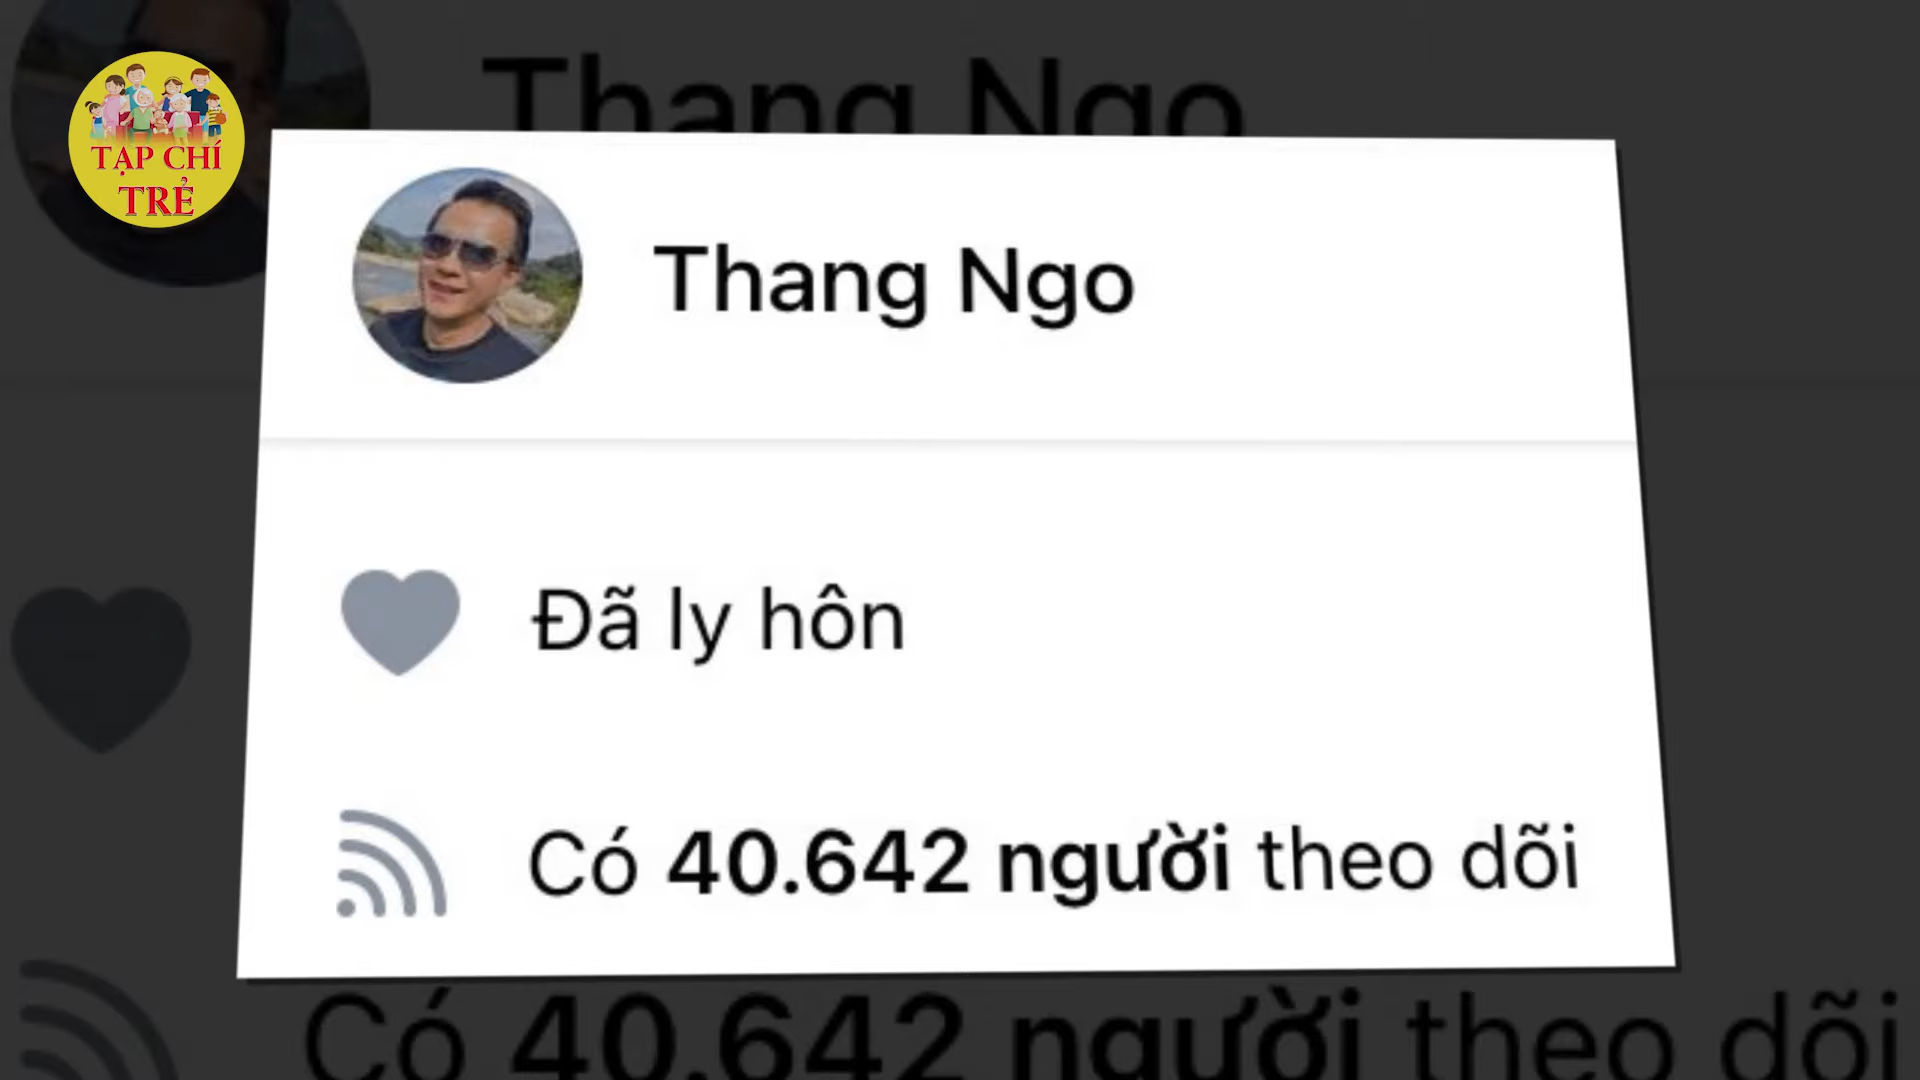 Thang Ngo
TẠP CHÍ
TRẺ
Thang Ngo
Đã ly hôn
Có 40.642 người theo dõi
Có 40.642 người theo dõi